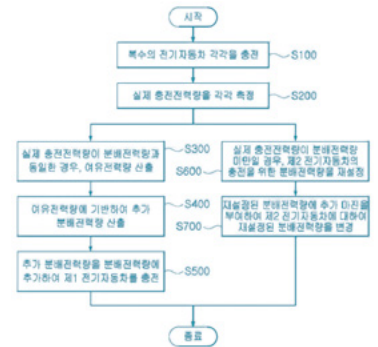 시작
복수의 전기자동차 각각을 충전
S100
실제 충전전력량을 각각 측정
S200
실제 충전전력량이 분배전력량과
동일한 경우, 여유전력량 산출
S300
실제 충전전력량이 분배전력량
미만일 경우, 제2 전기자동차의
충전을 위한 분배전력량을 재설정
S600
여유전력량에 기반하여 추가
분배전력량 산출
S400
재설정된 분배전력량에 추가 마진을
부여하여 제2 전기자동차에 대하여
재설정된 분배전력량을 변경
S700
추가 분배전력량을 분배전력량에
추가하여 제1 전기자동차를 충전
S500
종료